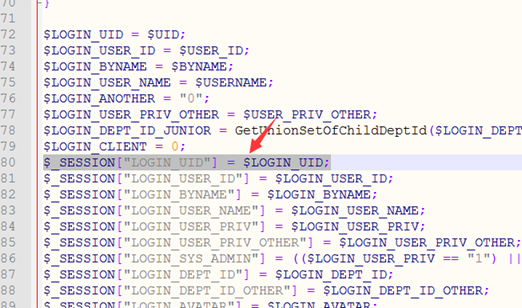 70 }
71
72 $LOGIN_UID = $UID;
73 $LOGIN_USER_ID = $USER_ID;
74 $LOGIN_BYNAME = $BYNAME;
75 $LOGIN_USER_NAME = $USERNAME;
76 $LOGIN_ANOTHER = "0";
77 $LOGIN_USER_PRIV_OTHER = $USER_PRIV_OTHER;
78 $LOGIN_DEPT_ID_JUNIOR = GetUnionSetOfChildDeptId($LOGIN_DEPT
79 $LOGIN_CLIENT = 0;
80 $_SESSION["LOGIN_UID"] = $LOGIN_UID;
81 $_SESSION["LOGIN_USER_ID"] = $LOGIN_USER_ID;
82 $_SESSION["LOGIN_BYNAME"] = $LOGIN_BYNAME;
83 $_SESSION["LOGIN_USER_NAME"] = $LOGIN_USER_NAME;
84 $_SESSION["LOGIN_USER_PRIV"] = $LOGIN_USER_PRIV;
85 $_SESSION["LOGIN_USER_PRIV_OTHER"] = $LOGIN_USER_PRIV_OTHER;
86 $_SESSION["LOGIN_SYS_ADMIN"] = (($LOGIN_USER_PRIV == "1") ||
87 $_SESSION["LOGIN_DEPT_ID"] = $LOGIN_DEPT_ID;
88 $_SESSION["LOGIN_DEPT_ID_OTHER"] = $LOGIN_DEPT_ID_OTHER;
89 $_SESSION["LOGIN_AVATAR"] = $LOGIN_AVATAR;